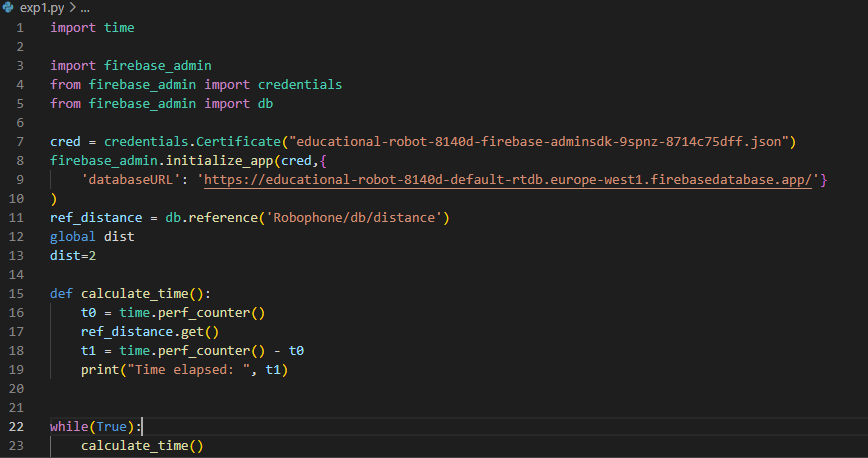 exp1.py > ...
1 import time
2
3 import firebase_admin
4 from firebase_admin import credentials
5 from firebase_admin import db
6
7 cred = credentials.Certificate("educational-robot-8140d-firebase-adminsdk-9spnz-8714c75dff.json")
8 firebase_admin.initialize_app(cred,{
9     'databaseURL': 'https://educational-robot-8140d-default-rtdb.europe-west1.firebasedatabase.app/'}
10 )
11 ref_distance = db.reference('Robophone/db/distance')
12 global dist
13 dist=2
14
15 def calculate_time():
16     t0 = time.perf_counter()
17     ref_distance.get()
18     t1 = time.perf_counter() - t0
19     print("Time elapsed: ", t1)
20
21
22 while(True):
23     calculate_time()